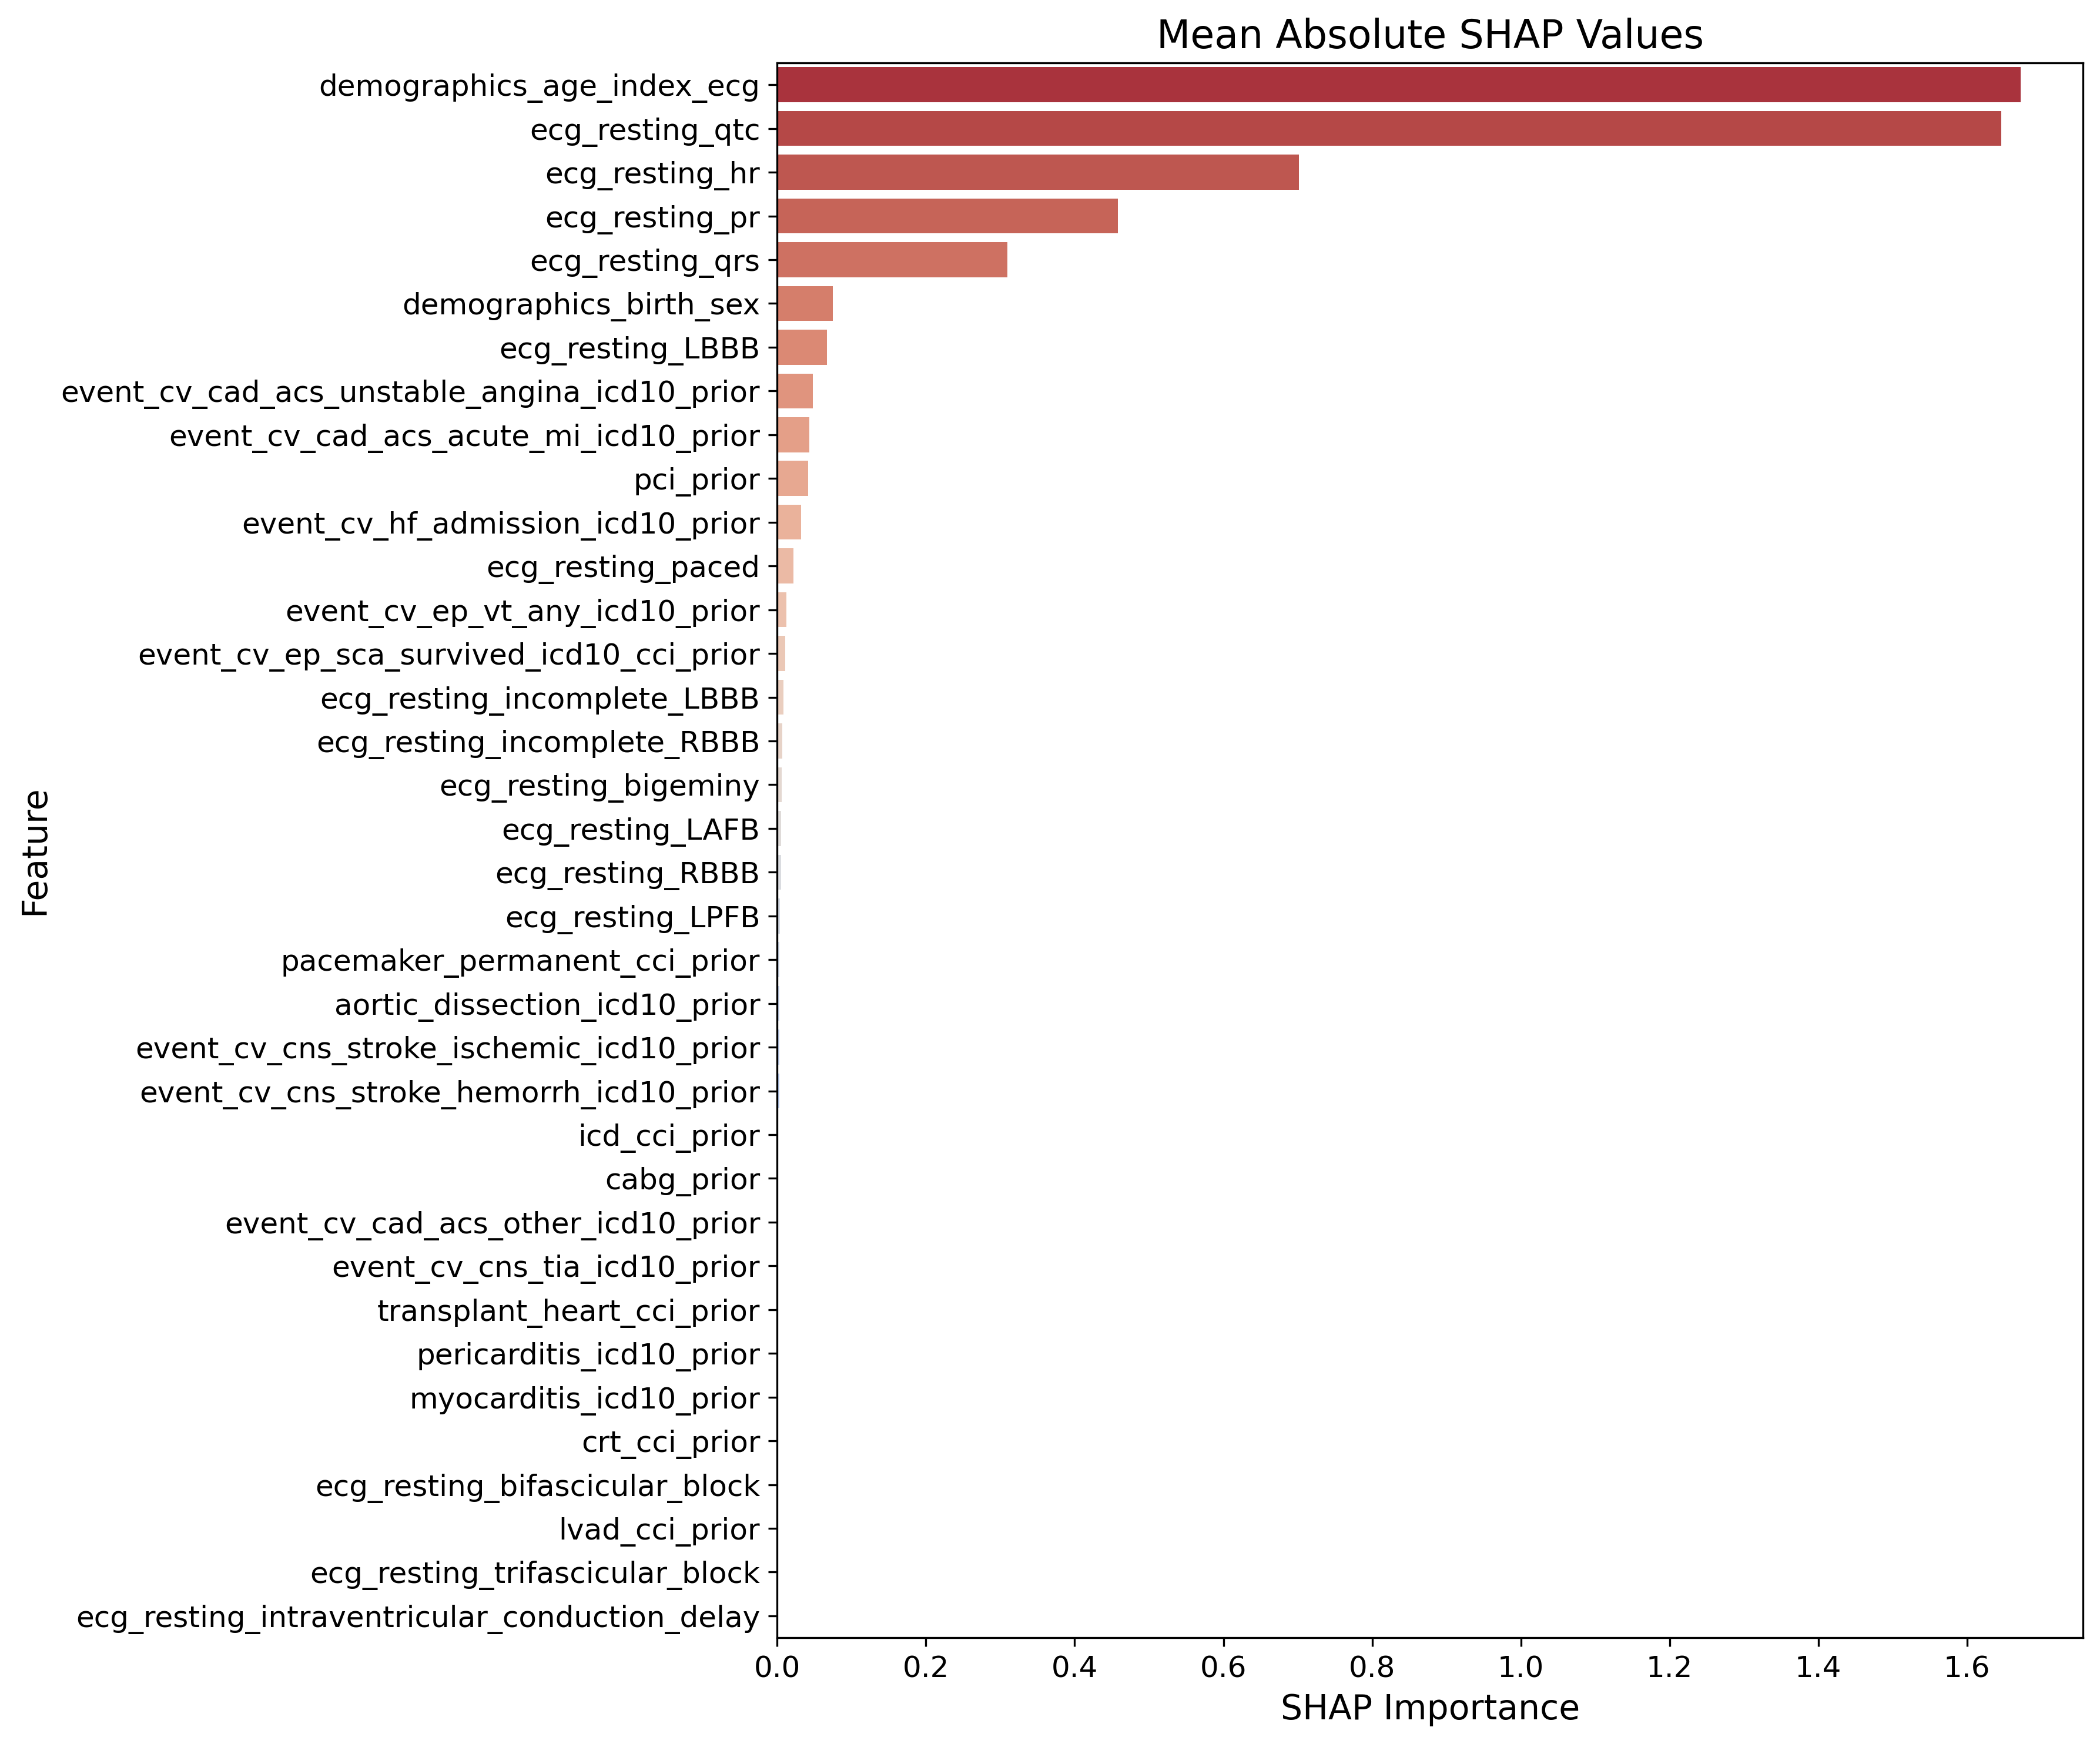 Mean Absolute SHAP Values
Feature
demographics_age_index_ecg
ecg_resting_qtc
ecg_resting_hr
ecg_resting_pr
ecg_resting_qrs
demographics_birth_sex
ecg_resting_LBBB
event_cv_cad_acs_unstable_angina_icd10_prior
event_cv_cad_acs_acute_mi_icd10_prior
pci_prior
event_cv_hf_admission_icd10_prior
ecg_resting_paced
event_cv_ep_vt_any_icd10_prior
event_cv_ep_sca_survived_icd10_cci_prior
ecg_resting_incomplete_LBBB
ecg_resting_incomplete_RBBB
ecg_resting_bigeminy
ecg_resting_LAFB
ecg_resting_RBBB
ecg_resting_LPFB
pacemaker_permanent_cci_prior
aortic_dissection_icd10_prior
event_cv_cns_stroke_ischemic_icd10_prior
event_cv_cns_stroke_hemorrh_icd10_prior
icd_cci_prior
cabg_prior
event_cv_cad_acs_other_icd10_prior
event_cv_cns_tia_icd10_prior
transplant_heart_cci_prior
pericarditis_icd10_prior
myocarditis_icd10_prior
crt_cci_prior
ecg_resting_bifascicular_block
lvad_cci_prior
ecg_resting_trifascicular_block
ecg_resting_intraventricular_conduction_delay
0.0 0.2 0.4 0.6 0.8 1.0 1.2 1.4 1.6
SHAP Importance